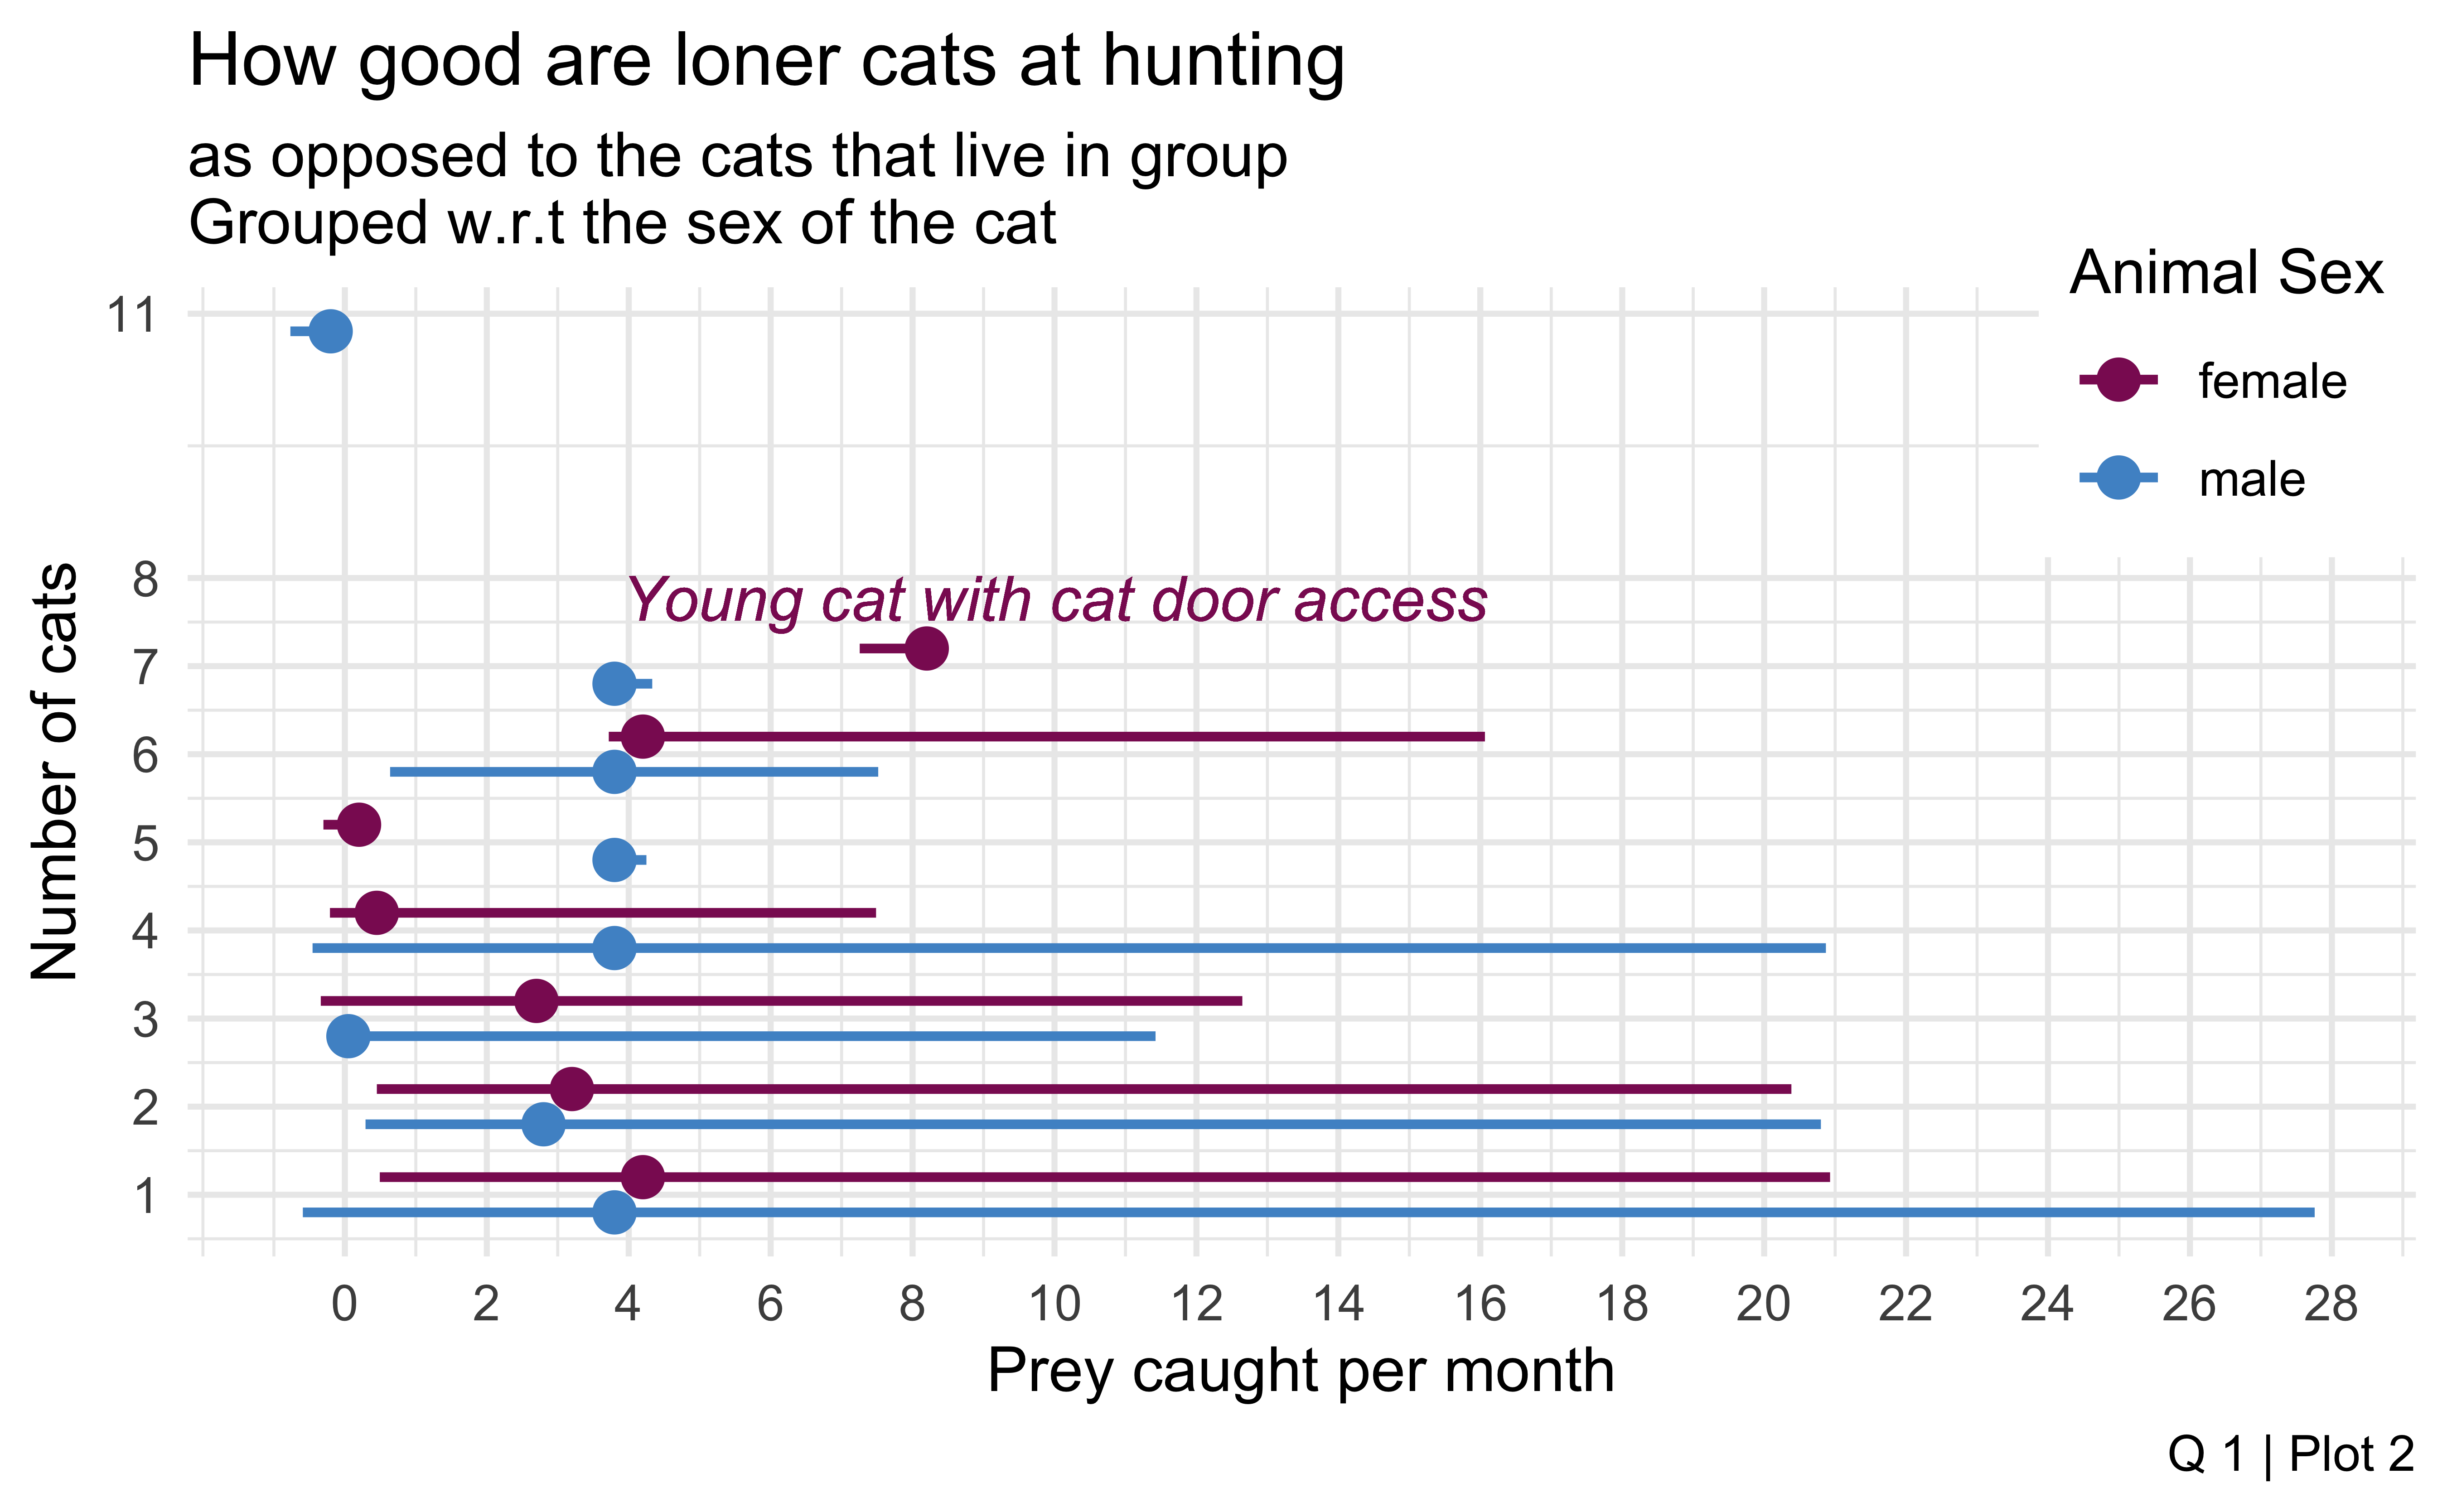 How good are loner cats at hunting
as opposed to the cats that live in group
Grouped w.r.t the sex of the cat
Animal Sex
female
male
Number of cats
11
8
7
6
5
4
3
2
1
Young cat with cat door access
0 2 4 6 8 10 12 14 16 18 20 22 24 26 28
Prey caught per month
Q 1 | Plot 2